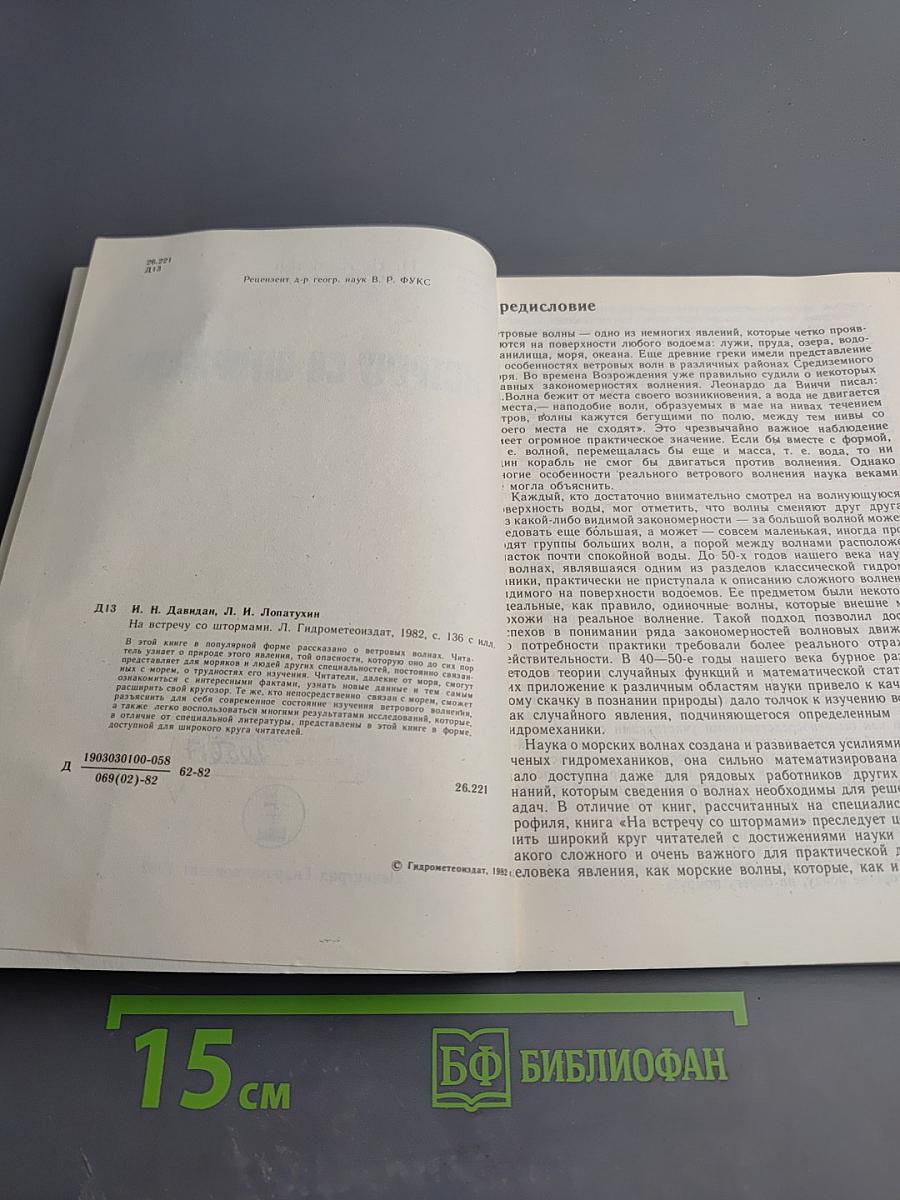 26.221
Д13
Рецензент д-р геогр. наук В. Р. ФУКС
Д13 И. Н. Давидан, Л. И. Лопатухин
На встречу со штормами. Л. Гидрометеоиздат, 1982, с. 136 с илл.
В этой книге в популярной форме рассказано о ветровых волнах. Чита-
тель узнает о природе этого явления, той опасности, которую оно до сих пор
представляет для моряков и людей других специальностей, постоянно связан-
ных с морем, о трудностях его изучения. Читатели, далекие от моря, смогут
ознакомиться с интересными фактами, узнать новые данные и тем самым
расширить свой кругозор. Те же, кто непосредственно связан с морем, сможет
разъяснить для себя современное состояние изучения ветрового волнения,
а также легко воспользоваться многими результатами исследований, которые,
в отличие от специальной литературы, представлены в этой книге в форме,
доступной для широкого круга читателей.
Д 1903030100-058
069(02)-82
62-82
26.221
© Гидрометеоиздат, 1982
редисловие
тровые волны — одно из немногих явлений, которые четко прояв-
ются на поверхности любого водоема: лужи, пруда, озера, водо-
анилища, моря, океана. Еще древние греки имели представление
особенностях ветровых волн в различных районах Средиземного
ря. Во времена Возрождения уже правильно судили о некоторых
авных закономерностях волнения. Леонардо да Винчи писал:
.Волна бежит от места своего возникновения, а вода не двигается
места,— наподобие волн, образуемых в мае на нивах течением
тров, волны кажутся бегущими по полю, между тем нивы со
оего места не сходят». Это чрезвычайно важное наблюдение
еет огромное практическое значение. Если бы вместе с формой,
е. волной, перемещалась бы еще и масса, т. е. вода, то ни
ин корабль не смог бы двигаться против волнения. Однако
ногие особенности реального ветрового волнения наука веками
могла объяснить.
Каждый, кто достаточно внимательно смотрел на волнующуюся
верхность воды, мог отметить, что волны сменяют друг друга
з какой-либо видимой закономерности — за большой волной может
едовать еще бо́льшая, а может — совсем маленькая, иногда про
дят группы больших волн, а порой между волнами расположе
асток почти спокойной воды. До 50-х годов нашего века нау
волнах, являвшаяся одним из разделов классической гидром
аники, практически не приступала к описанию сложного волнен
идимого на поверхности водоемов. Ее предметом были некото
деальные, как правило, одиночные волны, которые внешне м
охожи на реальное волнение. Такой подход позволил дос
спехов в понимании ряда закономерностей волновых движ
о потребности практики требовали более реального отраж
ействительности. В 40—50-е годы нашего века бурное раз
етодов теории случайных функций и математической стат
их приложение к различным областям науки привело к кач
ому скачку в познании природы) дало толчок к изучению во
ак случайного явления, подчиняющегося определенным
идромеханики.
Наука о морских волнах создана и развивается усилиями
ченых гидромехаников, она сильно математизирована
ало доступна даже для рядовых работников других
наний, которым сведения о волнах необходимы для реше
адач. В отличие от книг, рассчитанных на специалис
рофиля, книга «На встречу со штормами» преследует ц
ить широкий круг читателей с достижениями науки
акого сложного и очень важного для практической д
еловека явления, как морские волны, которые, как и
15 см
БФ БИБЛИОФАН